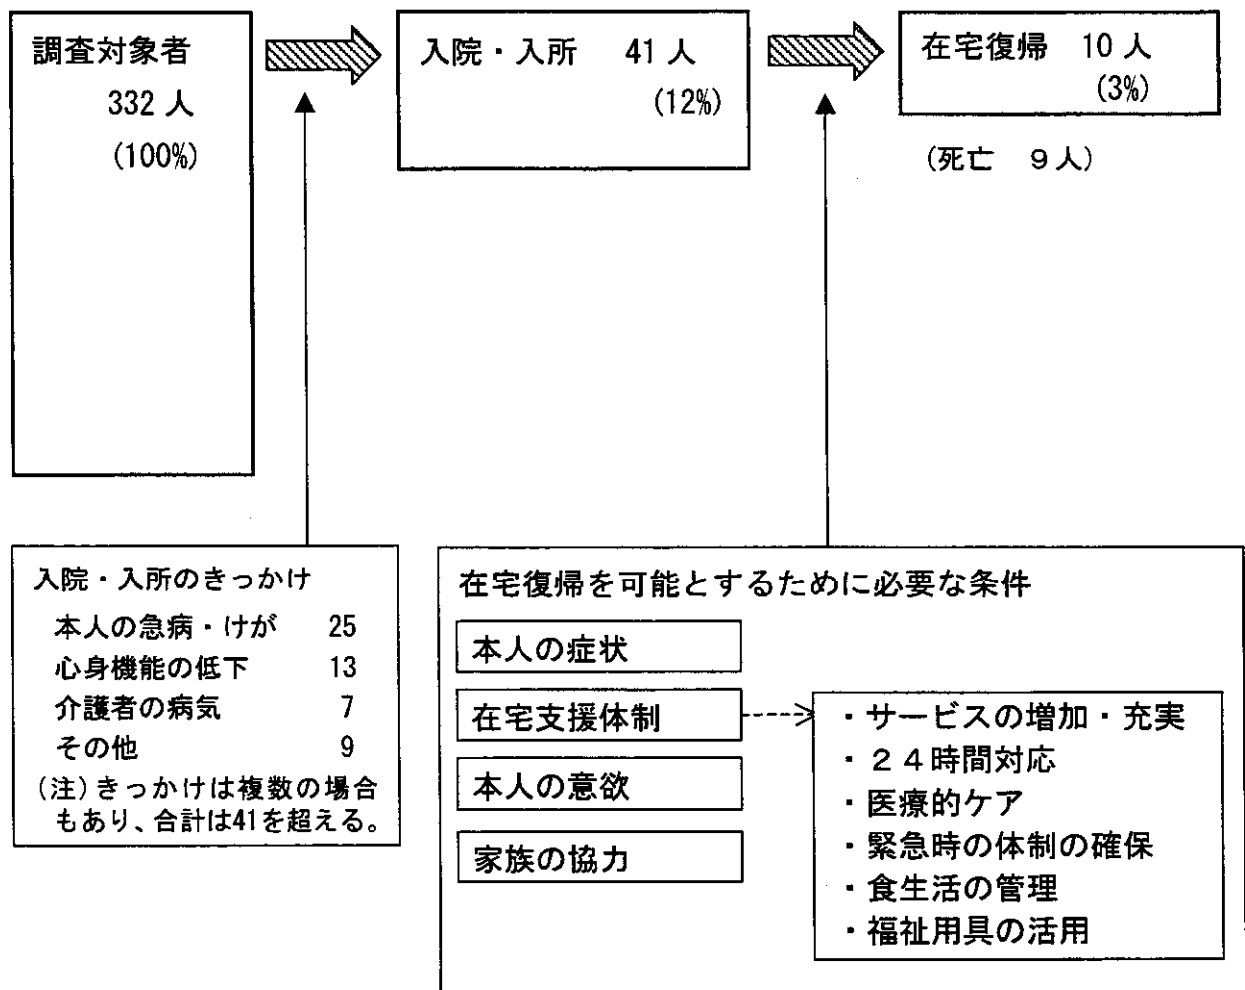 調査対象者
332 人
(100%)
入院・入所　41 人
(12%)
在宅復帰　10 人
(3%)
(死亡　９人)
入院・入所のきっかけ
本人の急病・けが　25
心身機能の低下　13
介護者の病気　7
その他　9
(注)きっかけは複数の場合
もあり、合計は41を超える。
在宅復帰を可能とするために必要な条件
本人の症状
在宅支援体制
本人の意欲
家族の協力
・サービスの増加・充実
・２４時間対応
・医療的ケア
・緊急時の体制の確保
・食生活の管理
・福祉用具の活用